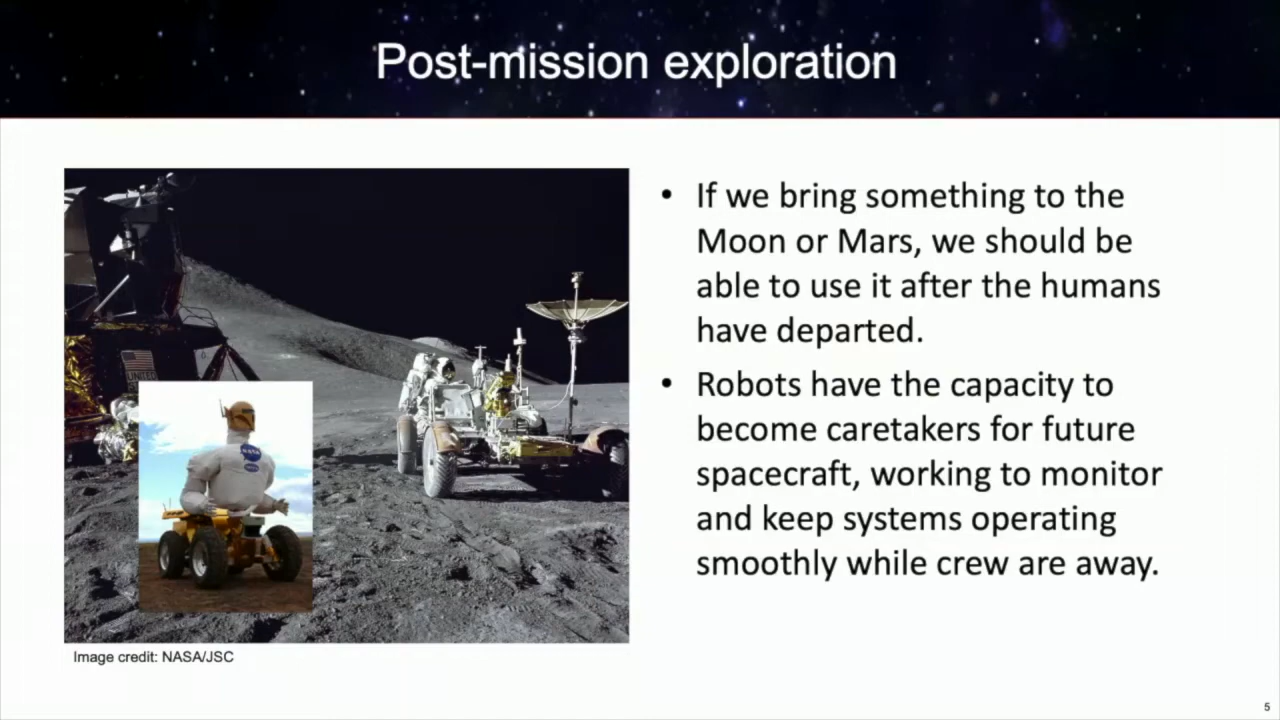 Post-mission exploration
• If we bring something to the
Moon or Mars, we should be
able to use it after the humans
have departed.
• Robots have the capacity to
become caretakers for future
spacecraft, working to monitor
and keep systems operating
smoothly while crew are away.
NASA
Image credit: NASA/JSC
5